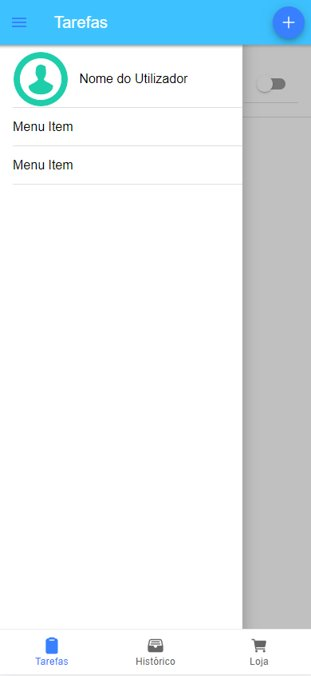 Tarefas
Nome do Utilizador
Menu Item
Menu Item
Tarefas
Histórico
Loja